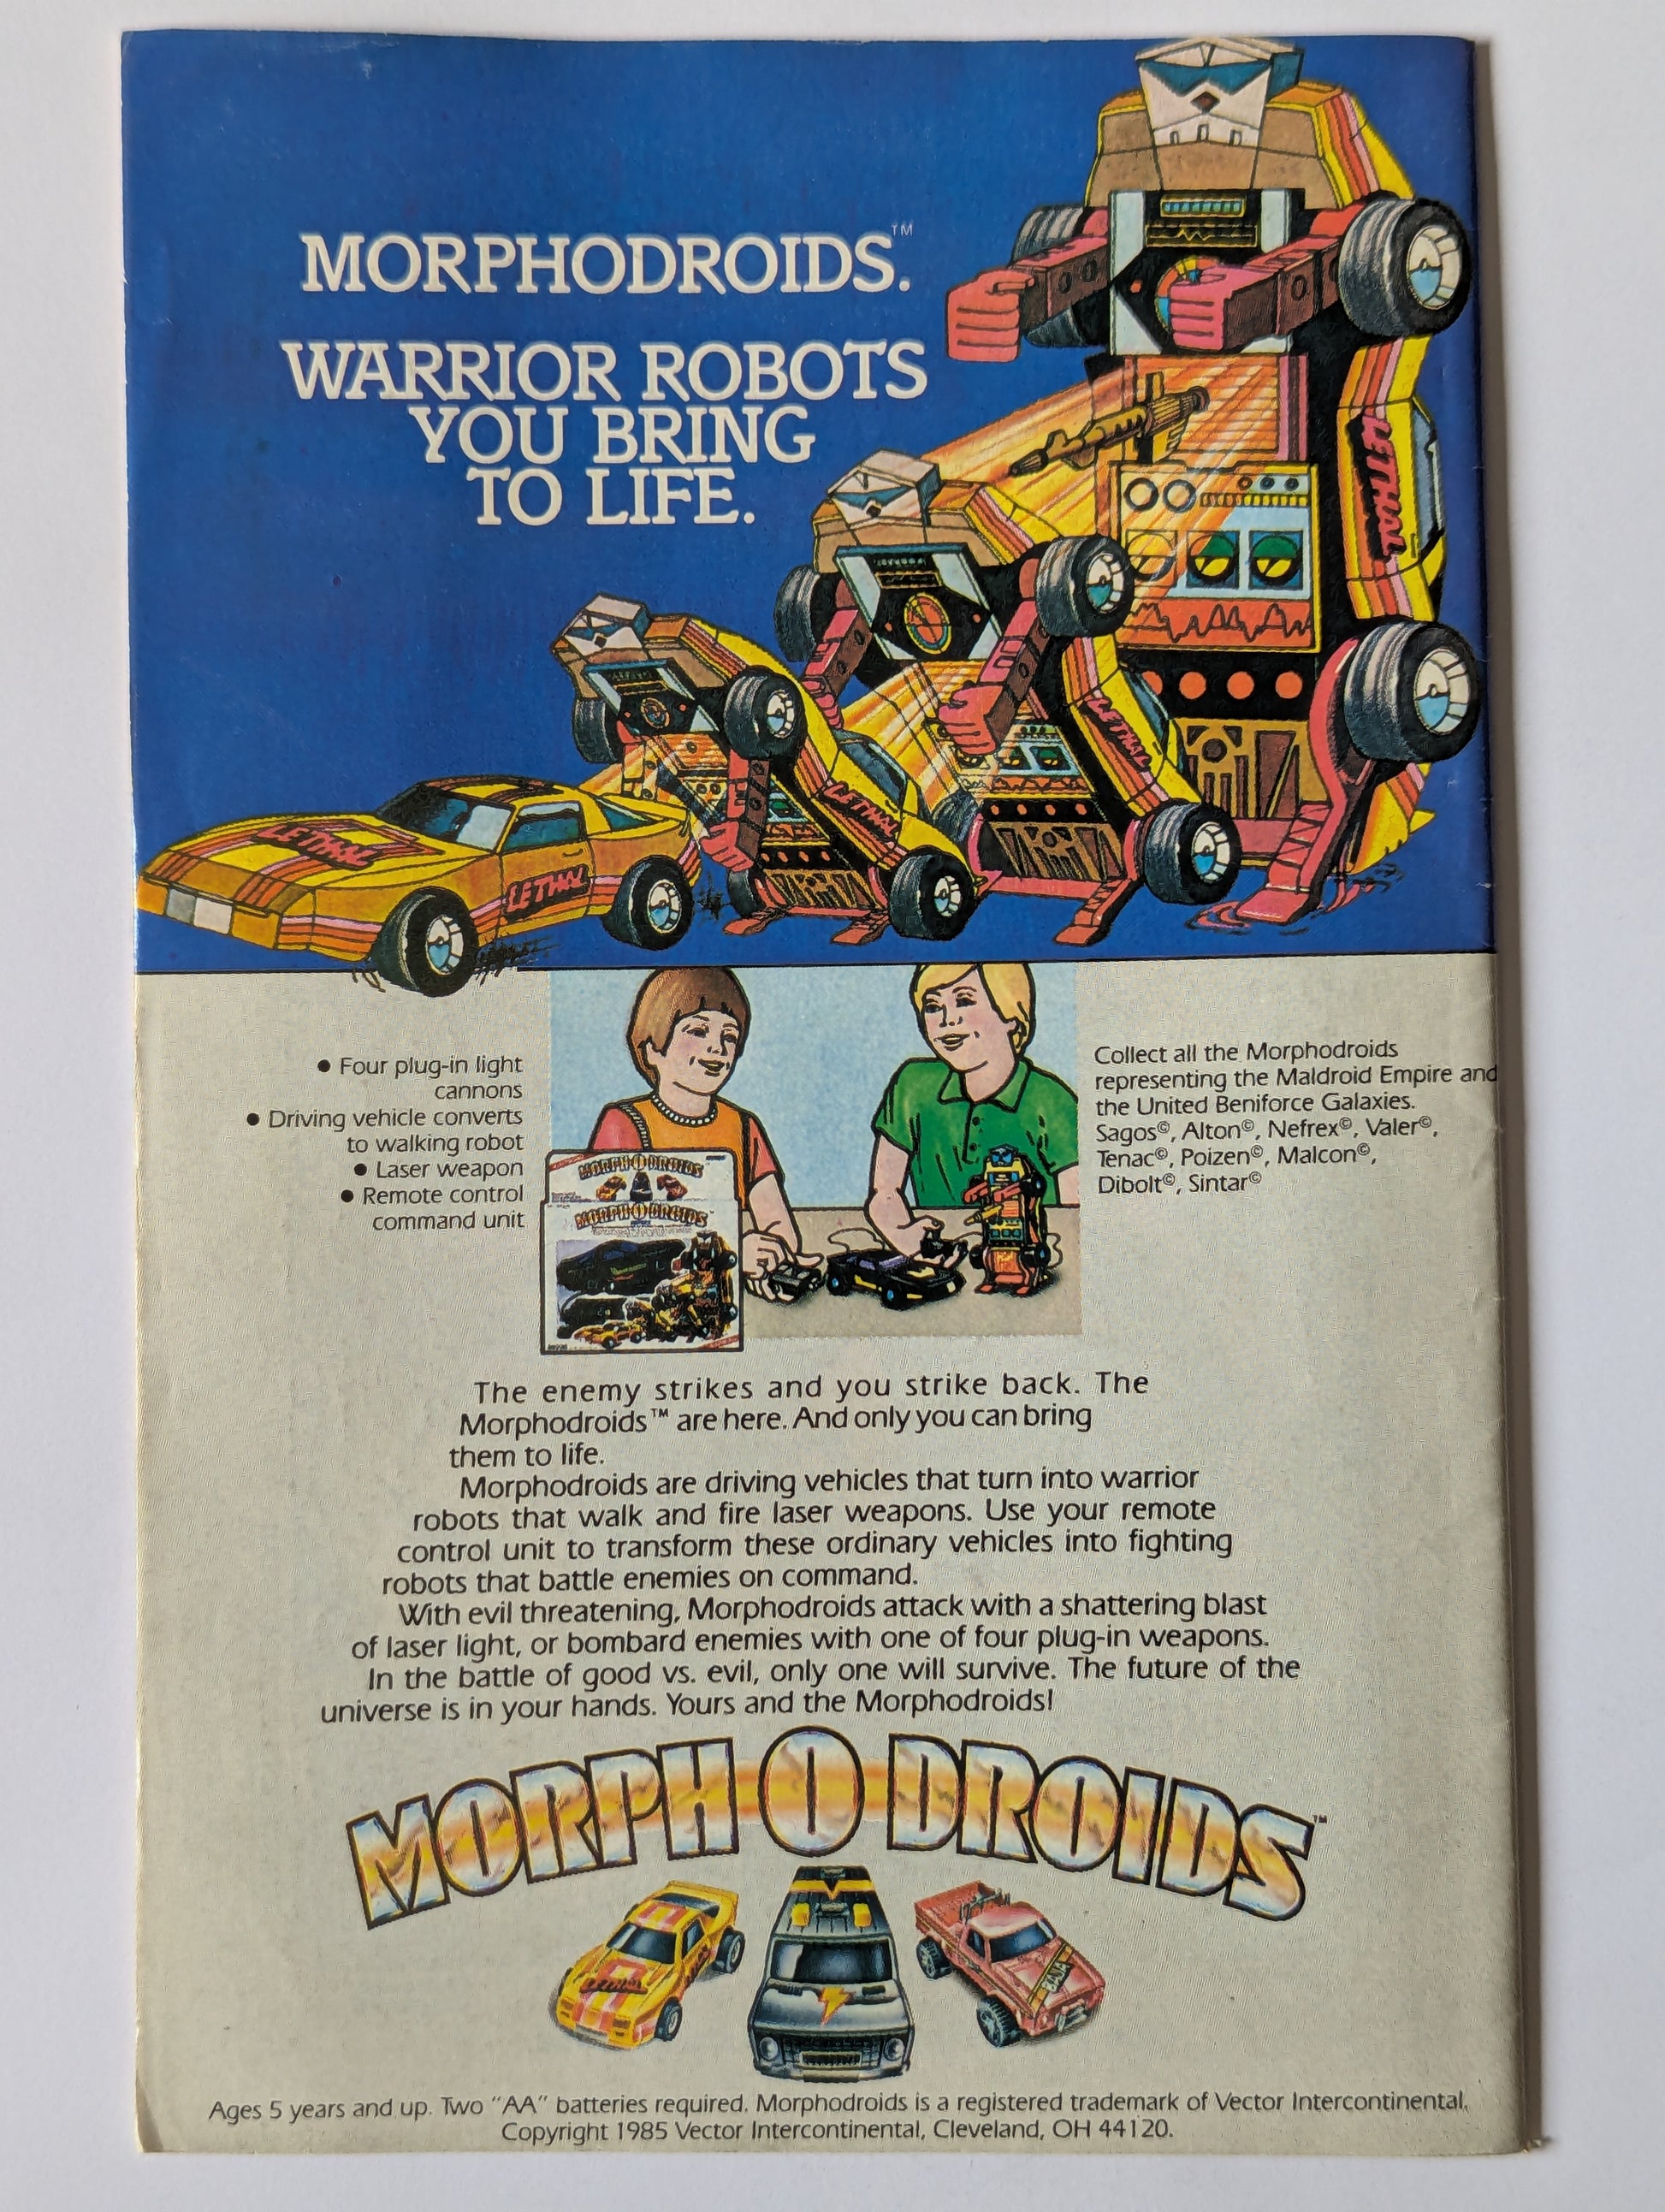 MORPHODROIDS.™
WARRIOR ROBOTS
YOU BRING
TO LIFE.
LETHAL
LETHAL
LETHAL
LETHAL
LETHAL
• Four plug-in light
cannons
• Driving vehicle converts
to walking robot
• Laser weapon
• Remote control
command unit
MORPH O DROIDS
MORPH O DROIDS
Collect all the Morphodroids
representing the Maldroid Empire and
the United Beniforce Galaxies.
Sagos©, Alton©, Nefrex©, Valer©,
Tenac©, Poizen©, Malcon©,
Dibolt©, Sintar©
The enemy strikes and you strike back. The
Morphodroids™ are here. And only you can bring
them to life.
Morphodroids are driving vehicles that turn into warrior
robots that walk and fire laser weapons. Use your remote
control unit to transform these ordinary vehicles into fighting
robots that battle enemies on command.
With evil threatening, Morphodroids attack with a shattering blast
of laser light, or bombard enemies with one of four plug-in weapons.
In the battle of good vs. evil, only one will survive. The future of the
universe is in your hands. Yours and the Morphodroids!
MORPH O DROIDS™
LETHAL
BAJA
Ages 5 years and up. Two "AA" batteries required. Morphodroids is a registered trademark of Vector Intercontinental.
Copyright 1985 Vector Intercontinental, Cleveland, OH 44120.